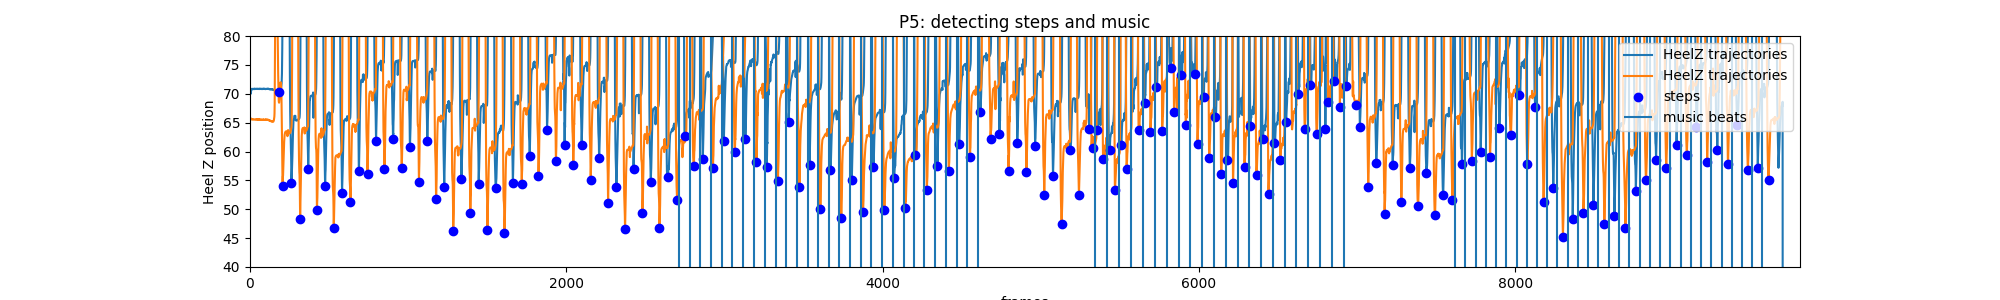 P5: detecting steps and music
80
75
70
65
60
55
50
45
40
Heel Z position
HeelZ trajectories
HeelZ trajectories
steps
music beats
0
2000
4000
6000
8000
frames